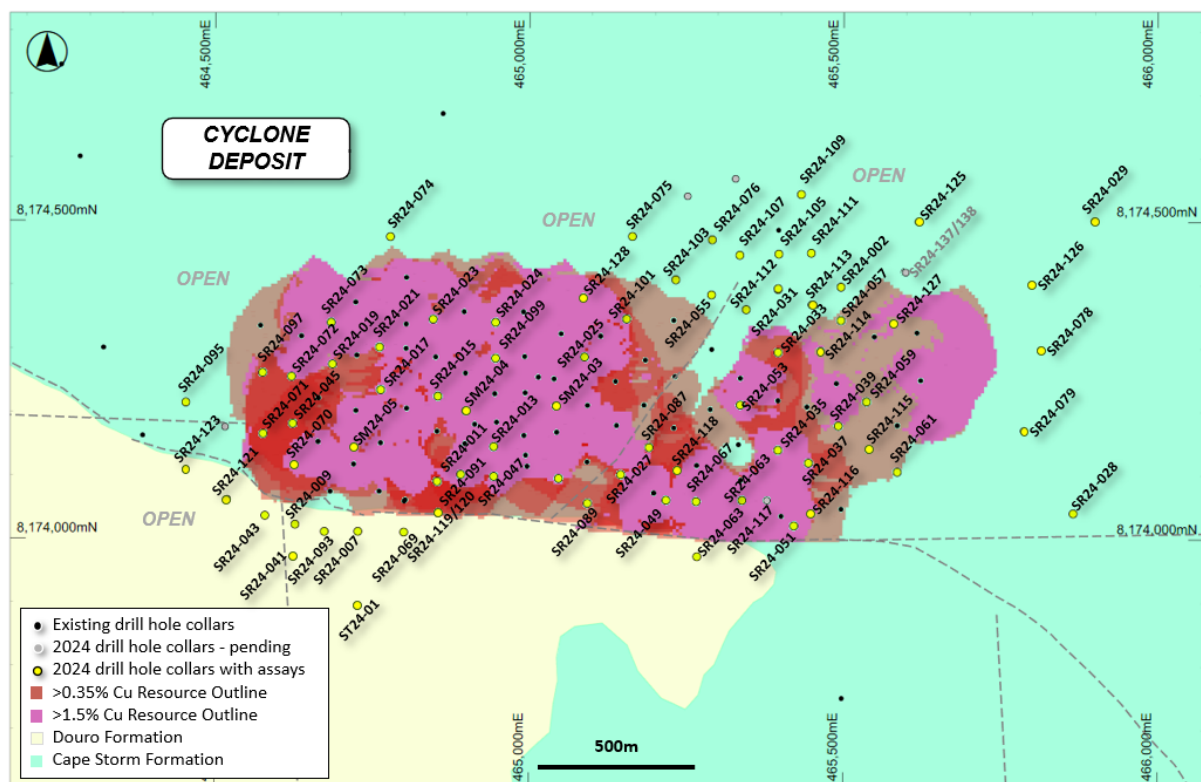 464,500mE
465,000mE
465,500mE
466,000mE
CYCLONE
DEPOSIT
SR24-109
OPEN
OPEN
OPEN
OPEN
SR24-074
SR24-075
SR24-076
SR24-107
SR24-105
SR24-111
SR24-125
SR24-029
8,174,500mN
8,174,500mN
SR24-137/138
SR24-103
SR24-128
SR24-101
SR24-112
SR24-113
SR24-002
SR24-057
SR24-126
SR24-127
SR24-073
SR24-021
SR24-023
SR24-024
SR24-099
SR24-055
SR24-031
SR24-033
SR24-114
SR24-078
SR24-097
SR24-072
SR24-019
SR24-017
SR24-015
SR24-025
SM24-04
SM24-03
SR24-095
SR24-071
SR24-045
SR24-053
SR24-039
SR24-059
SR24-079
SR24-123
SR24-070
SM24-05
SR24-013
SR24-087
SR24-035
SR24-115
SR24-061
SR24-121
SR24-011
SR24-118
SR24-037
SR24-009
SR24-091
SR24-047
SR24-027
SR24-067
SR24-063
SR24-116
SR24-028
8,174,000mN
8,174,000mN
SR24-043
SR24-041
SR24-093
SR24-007
SR24-069
SR24-119/120
SR24-089
SR24-049
SR24-063
SR24-117
SR24-051
ST24-01
Existing drill hole collars
2024 drill hole collars - pending
2024 drill hole collars with assays
>0.35% Cu Resource Outline
>1.5% Cu Resource Outline
Douro Formation
Cape Storm Formation
500m
465,000mE
465,500mE
466,000mE